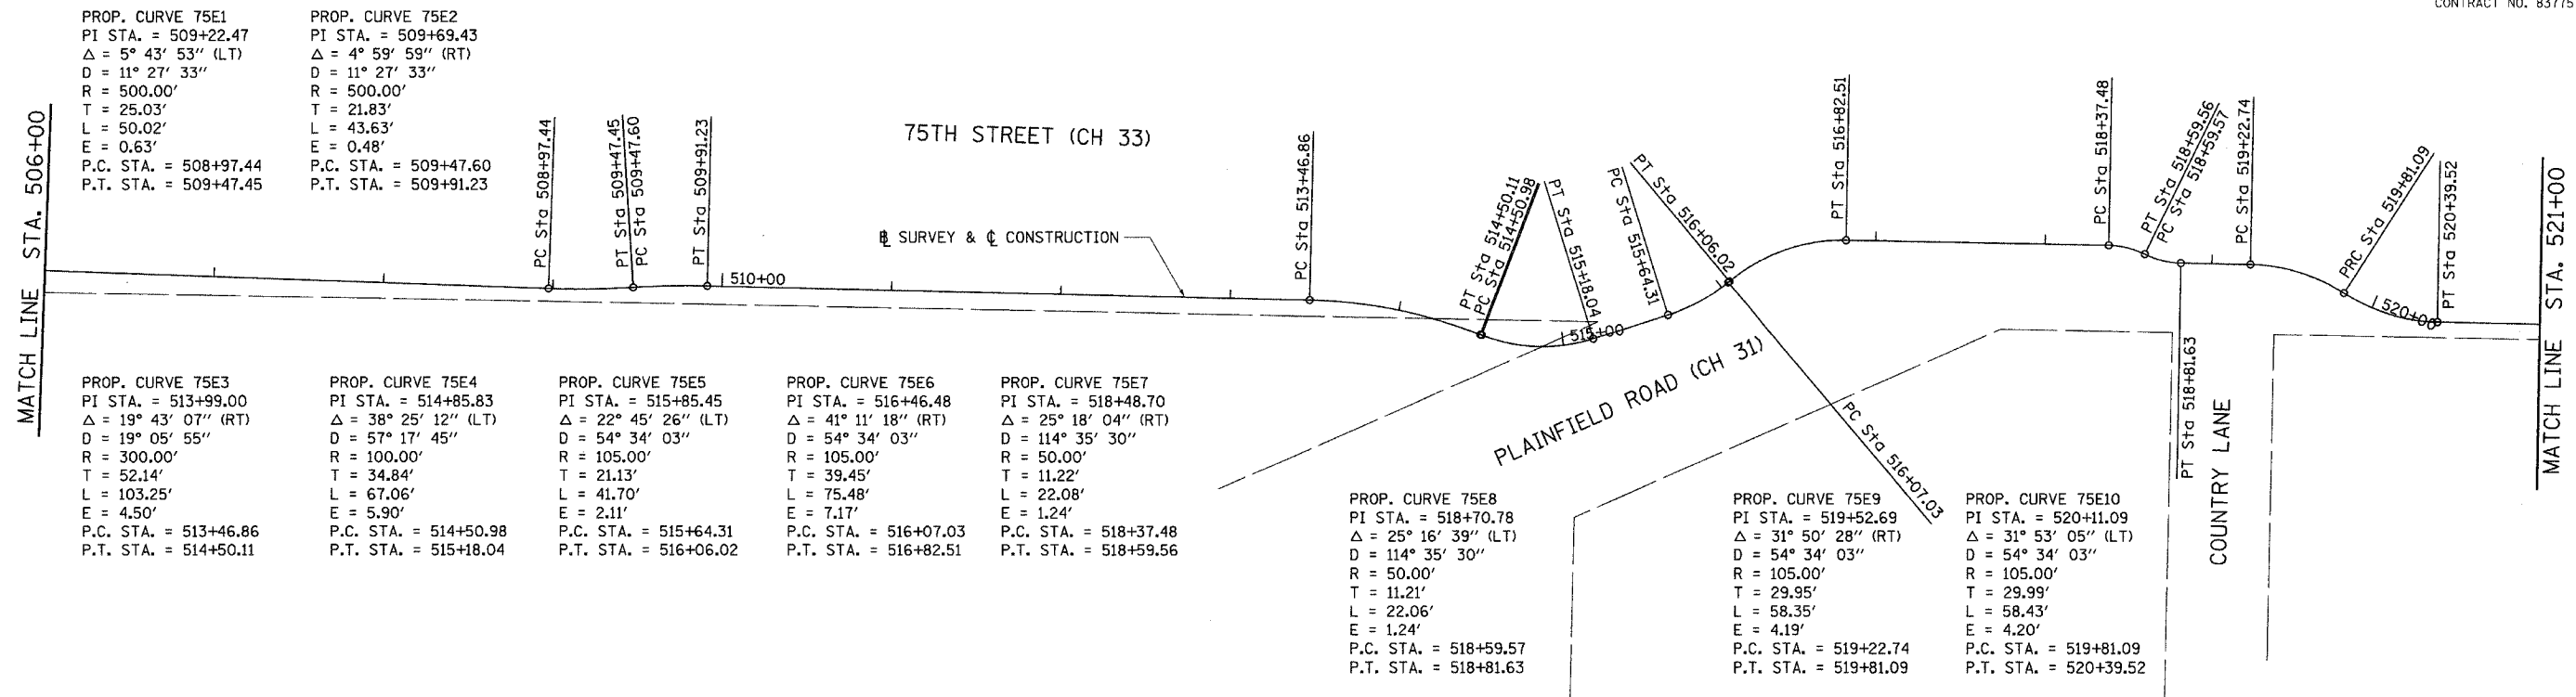 CONTRACT NO. 83775
PROP. CURVE 75E1
PI STA. = 509+22.47
Δ = 5° 43' 53" (LT)
D = 11° 27' 33"
R = 500.00'
T = 25.03'
L = 50.02'
E = 0.63'
P.C. STA. = 508+97.44
P.T. STA. = 509+47.45
PROP. CURVE 75E2
PI STA. = 509+69.43
Δ = 4° 59' 59" (RT)
D = 11° 27' 33"
R = 500.00'
T = 21.83'
L = 43.63'
E = 0.48'
P.C. STA. = 509+47.60
P.T. STA. = 509+91.23
MATCH LINE STA. 506+00
PC Sta 508+97.44
PT Sta 509+47.45
PC Sta 509+47.60
PT Sta 509+91.23
510+00
75TH STREET (CH 33)
℄ SURVEY & ℄ CONSTRUCTION
PC Sta 513+46.86
PT Sta 514+50.11
PC Sta 514+50.98
PT Sta 515+18.04
515+00
PC Sta 515+64.31
PT Sta 516+06.02
PC Sta 516+07.03
PT Sta 516+82.51
PC Sta 518+37.48
PT Sta 518+59.56
PC Sta 518+59.57
PT Sta 518+81.63
PC Sta 519+22.74
PRC Sta 519+81.09
520+00
PT Sta 520+39.52
MATCH LINE STA. 521+00
PLAINFIELD ROAD (CH 31)
COUNTRY LANE
PROP. CURVE 75E3
PI STA. = 513+99.00
Δ = 19° 43' 07" (RT)
D = 19° 05' 55"
R = 300.00'
T = 52.14'
L = 103.25'
E = 4.50'
P.C. STA. = 513+46.86
P.T. STA. = 514+50.11
PROP. CURVE 75E4
PI STA. = 514+85.83
Δ = 38° 25' 12" (LT)
D = 57° 17' 45"
R = 100.00'
T = 34.84'
L = 67.06'
E = 5.90'
P.C. STA. = 514+50.98
P.T. STA. = 515+18.04
PROP. CURVE 75E5
PI STA. = 515+85.45
Δ = 22° 45' 26" (LT)
D = 54° 34' 03"
R = 105.00'
T = 21.13'
L = 41.70'
E = 2.11'
P.C. STA. = 515+64.31
P.T. STA. = 516+06.02
PROP. CURVE 75E6
PI STA. = 516+46.48
Δ = 41° 11' 18" (RT)
D = 54° 34' 03"
R = 105.00'
T = 39.45'
L = 75.48'
E = 7.17'
P.C. STA. = 516+07.03
P.T. STA. = 516+82.51
PROP. CURVE 75E7
PI STA. = 518+48.70
Δ = 25° 18' 04" (RT)
D = 114° 35' 30"
R = 50.00'
T = 11.22'
L = 22.08'
E = 1.24'
P.C. STA. = 518+37.48
P.T. STA. = 518+59.56
PROP. CURVE 75E8
PI STA. = 518+70.78
Δ = 25° 16' 39" (LT)
D = 114° 35' 30"
R = 50.00'
T = 11.21'
L = 22.06'
E = 1.24'
P.C. STA. = 518+59.57
P.T. STA. = 518+81.63
PROP. CURVE 75E9
PI STA. = 519+52.69
Δ = 31° 50' 28" (RT)
D = 54° 34' 03"
R = 105.00'
T = 29.95'
L = 58.35'
E = 4.19'
P.C. STA. = 519+22.74
P.T. STA. = 519+81.09
PROP. CURVE 75E10
PI STA. = 520+11.09
Δ = 31° 53' 05" (LT)
D = 54° 34' 03"
R = 105.00'
T = 29.99'
L = 58.43'
E = 4.20'
P.C. STA. = 519+81.09
P.T. STA. = 520+39.52